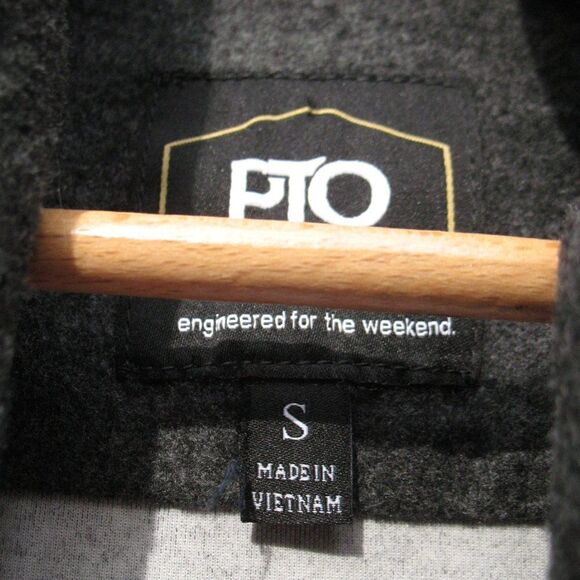 PTO
engineered for the weekend.
S
MADE IN
VIETNAM